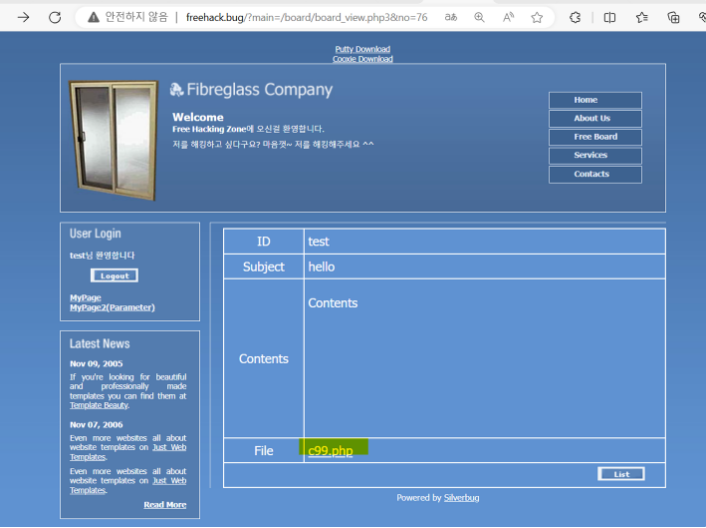 안전하지 않음 | freehack.bug/?main=/board/board_view.php3&no=76
Putty Download
Cooxie Download
Fibreglass Company
Welcome
Free Hacking Zone에 오신걸 환영합니다.
저를 해킹하고 싶다구요? 마음껏~ 저를 해킹해주세요 ^^
Home
About Us
Free Board
Services
Contacts
User Login
test님 환영합니다
Logout
MyPage
MyPage2(Parameter)
Latest News
Nov 09, 2005
If you're looking for beautiful
and professionally made
templates you can find them at
Template Beauty.
Nov 07, 2006
Even more websites all about
website templates on Just Web
Templates.
Even more websites all about
website templates on Just Web
Templates.
Read More
ID test
Subject hello
Contents
Contents
File c99.php
List
Powered by Silverbug